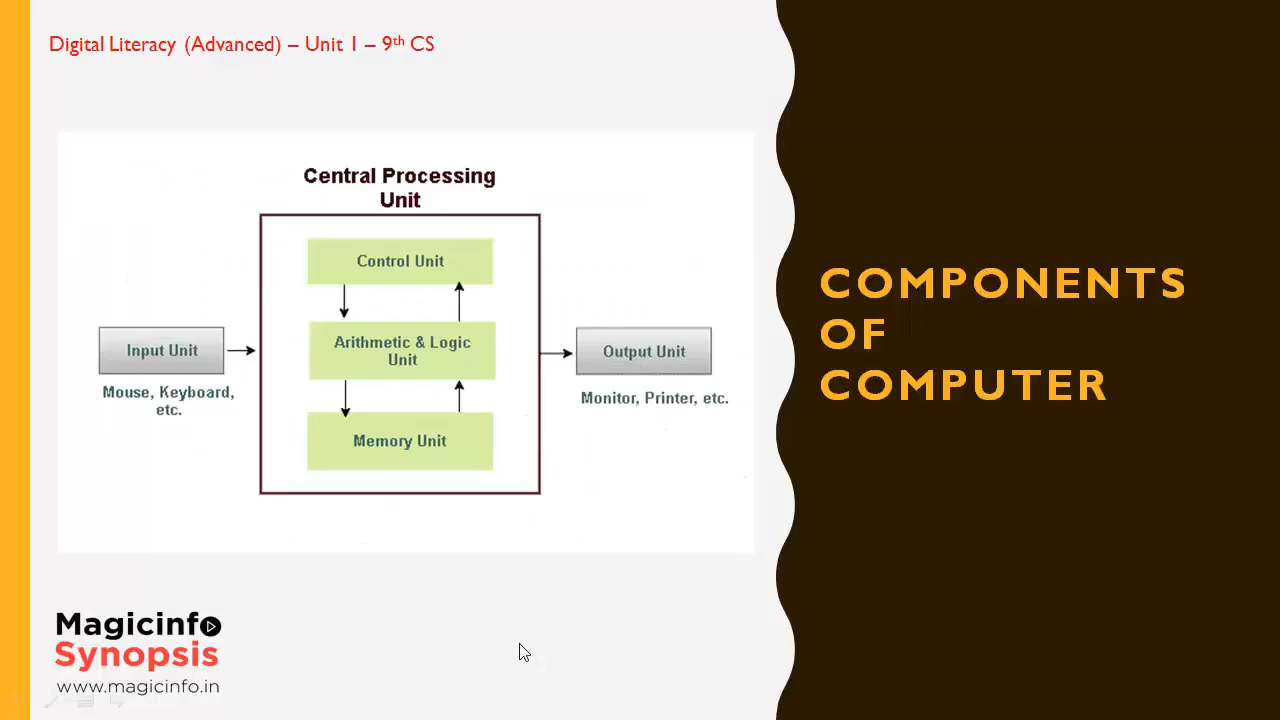 Digital Literacy (Advanced) – Unit 1 – 9th CS
Central Processing
Unit
Control Unit
Arithmetic & Logic
Unit
Memory Unit
Input Unit
Mouse, Keyboard,
etc.
Output Unit
Monitor, Printer, etc.
COMPONENTS
OF
COMPUTER
Magicinfo
Synopsis
www.magicinfo.in